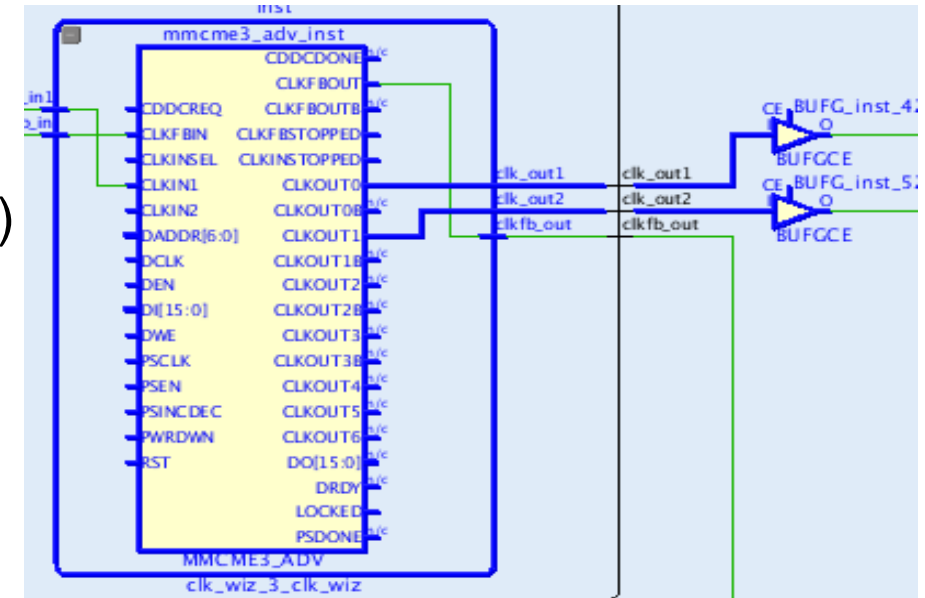 inst
mmcme3_adv_inst
CDDCDONE n/c
CLKFBOUT
_in1
CDDCREQ CLKFBOUTB n/c
b_in
CLKFBIN CLKFBSTOPPED n/c
CLKINSEL CLKINSTOPPED n/c
CLKIN1 CLKOUT0 clk_out1 clk_out1
CLKIN2 CLKOUT0B n/c clk_out2 clk_out2
DADDR[6:0] CLKOUT1 clkfb_out clkfb_out
DCLK CLKOUT1B n/c
DEN CLKOUT2 n/c
DI[15:0] CLKOUT2B n/c
DWE CLKOUT3 n/c
PSCLK CLKOUT3B n/c
PSEN CLKOUT4 n/c
PSINCDEC CLKOUT5 n/c
PWRDWN CLKOUT6 n/c
RST DO[15:0] n/c
DRDY n/c
LOCKED n/c
PSDONE n/c
MMCME3_ADV
clk_wiz_3_clk_wiz
CE BUFG_inst_42
I O
BUFGCE
CE BUFG_inst_52
I O
BUFGCE
)